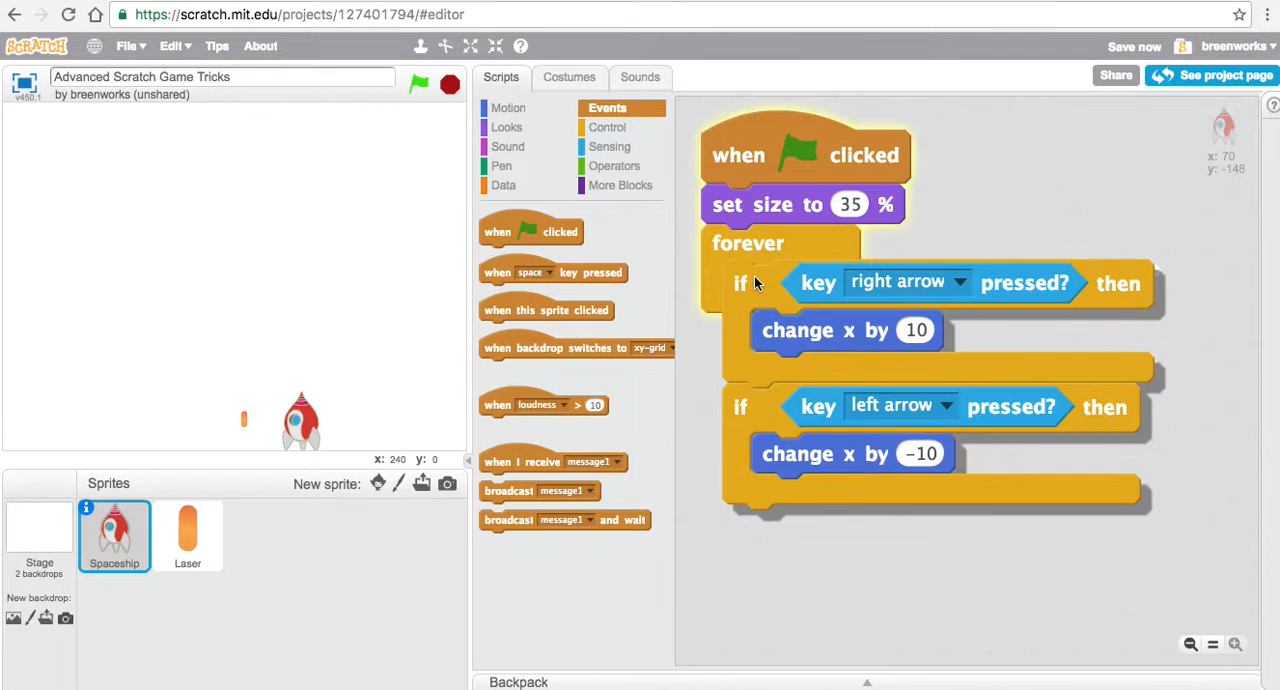 https://scratch.mit.edu/projects/127401794/#editor
SCRATCH
File
Edit
Tips
About
Save now
breenworks
v450.1
Advanced Scratch Game Tricks
by breenworks (unshared)
Scripts
Costumes
Sounds
Share
See project page
?
Motion
Events
Looks
Control
Sound
Sensing
Pen
Operators
Data
More Blocks
when clicked
when space key pressed
when this sprite clicked
when backdrop switches to xy-grid
when loudness > 10
when I receive message1
broadcast message1
broadcast message1 and wait
x: 70
y: -148
when clicked
set size to 35 %
forever
if key right arrow pressed? then
change x by 10
if key left arrow pressed? then
change x by -10
x: 240 y: 0
Sprites
New sprite:
Stage
2 backdrops
New backdrop:
Spaceship
Laser
Backpack